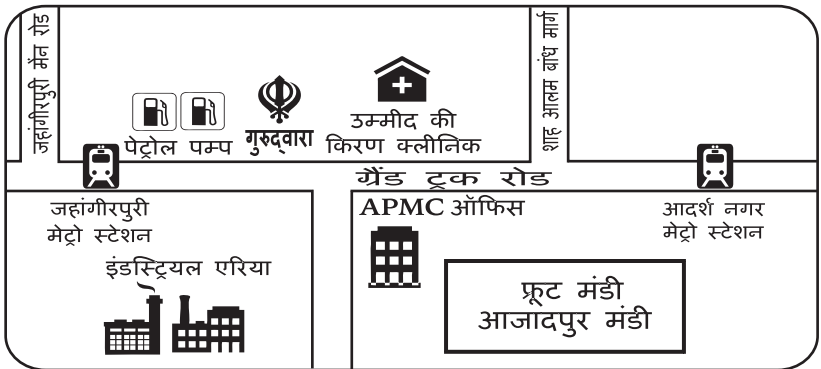 जहांगीरपुरी मेंन रोड
शाह आलम बांध मार्ग
पेट्रोल पम्प
गुरुद्वारा
उम्मीद की
किरण क्लीनिक
ग्रैंड ट्रक रोड
जहांगीरपुरी
मेट्रो स्टेशन
APMC ऑफिस
आदर्श नगर
मेट्रो स्टेशन
इंडस्ट्रियल एरिया
फ्रूट मंडी
आजादपुर मंडी